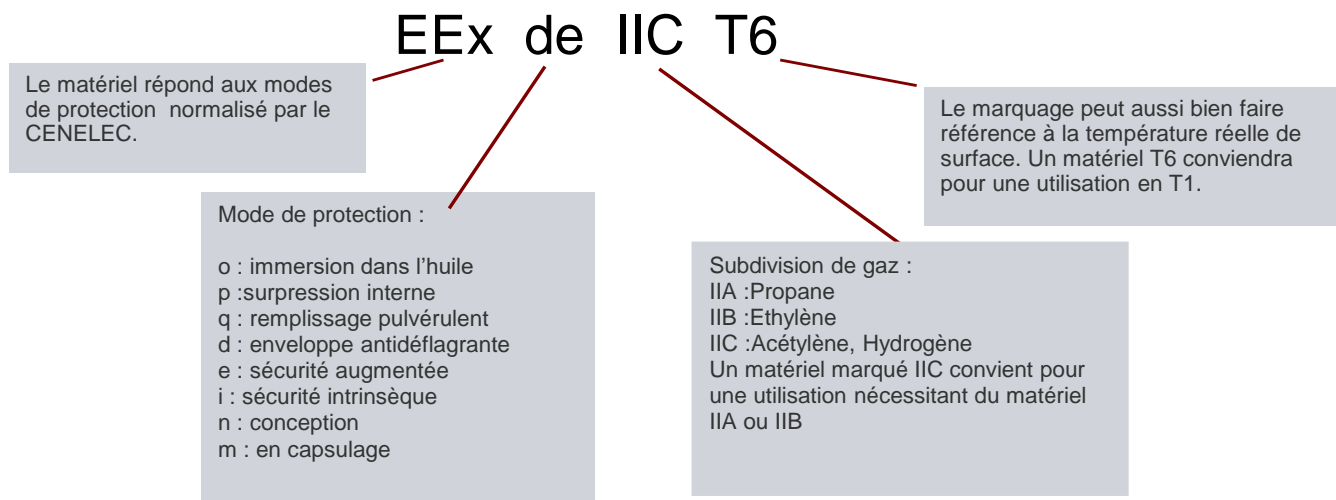 EEx de IIC T6
Le matériel répond aux modes
de protection normalisé par le
CENELEC.
Le marquage peut aussi bien faire
référence à la température réelle de
surface. Un matériel T6 conviendra
pour une utilisation en T1.
Mode de protection :
o : immersion dans l'huile
p :surpression interne
q : remplissage pulvérulent
d : enveloppe antidéflagrante
e : sécurité augmentée
i : sécurité intrinsèque
n : conception
m : en capsulage
Subdivision de gaz :
IIA :Propane
IIB :Ethylène
IIC :Acétylène, Hydrogène
Un matériel marqué IIC convient pour
une utilisation nécessitant du matériel
IIA ou IIB